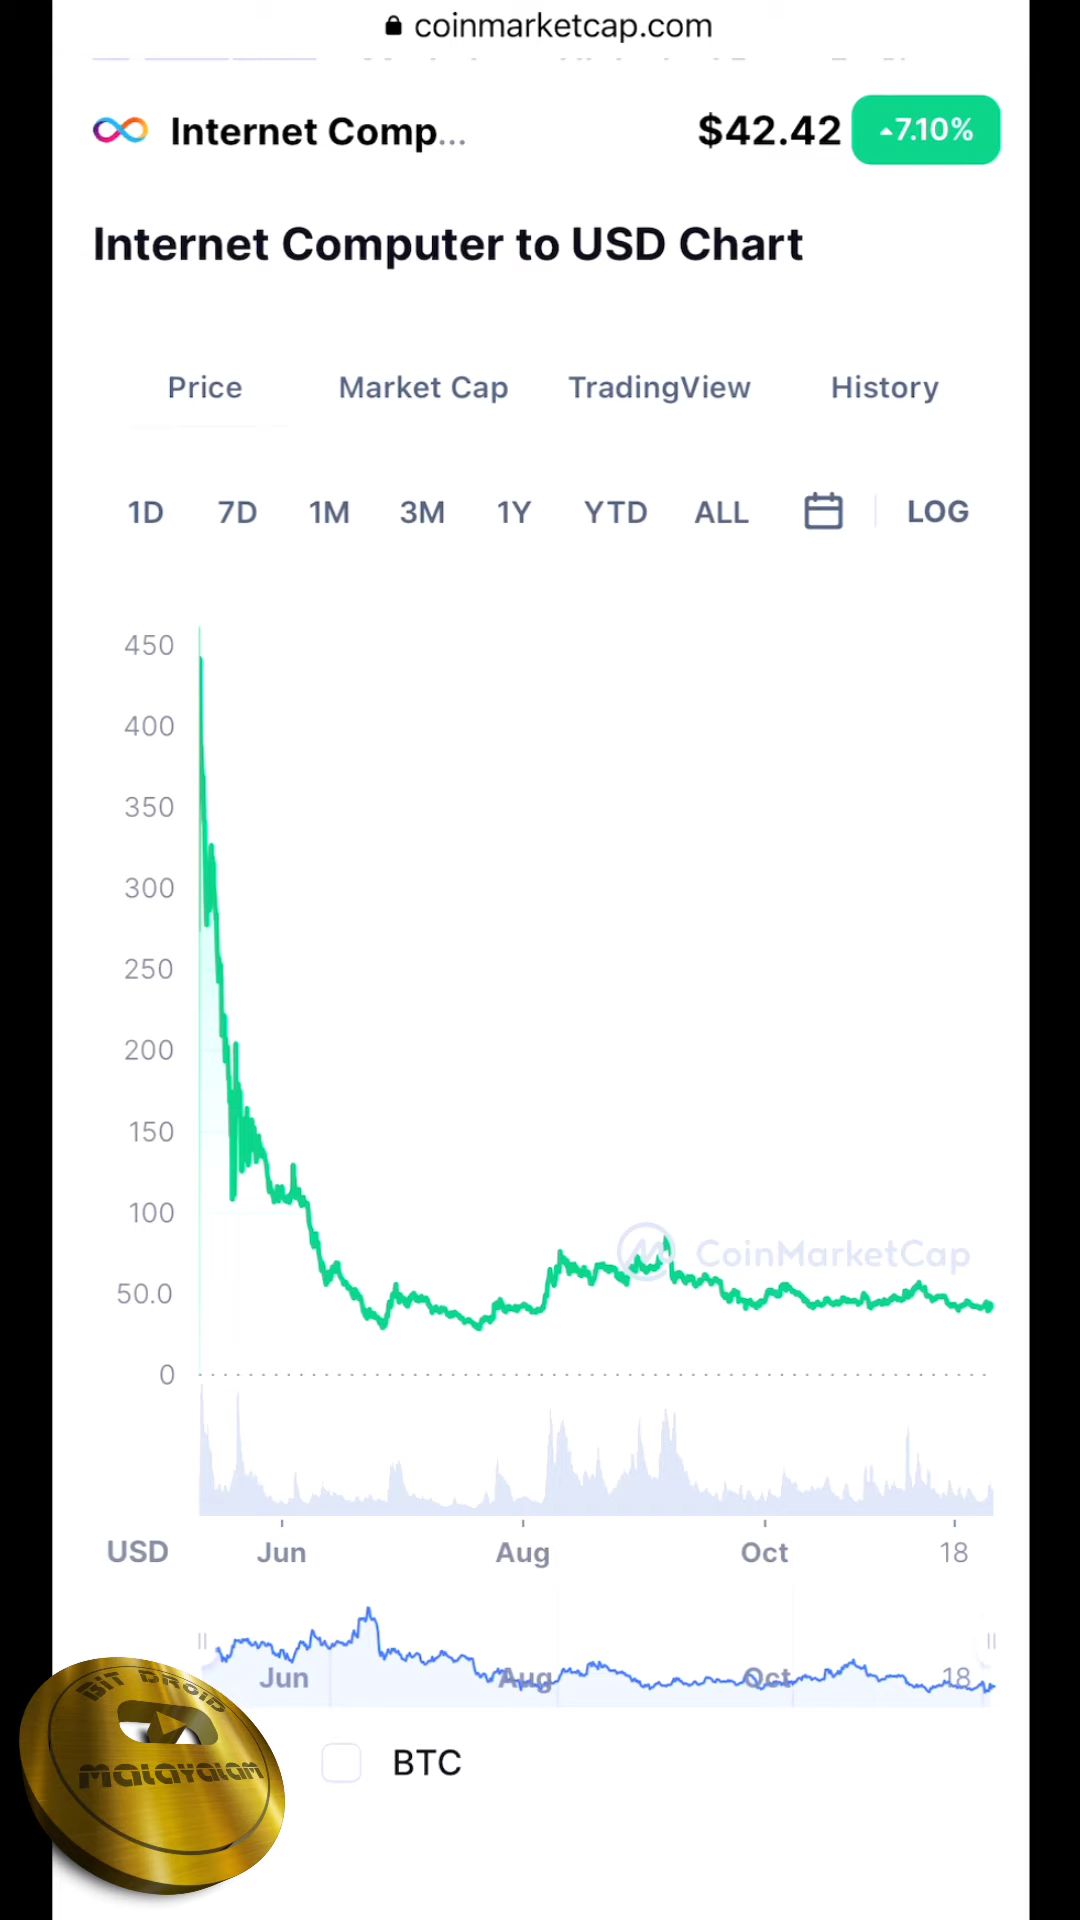 coinmarketcap.com
Internet Comp... $42.42 7.10%
Internet Computer to USD Chart
Price Market Cap TradingView History
1D 7D 1M 3M 1Y YTD ALL LOG
450
400
350
300
250
200
150
100
CoinMarketCap
50.0
0
USD Jun Aug Oct 18
Jun Aug Oct 18
BIT DROID
MALAYALAM
BTC